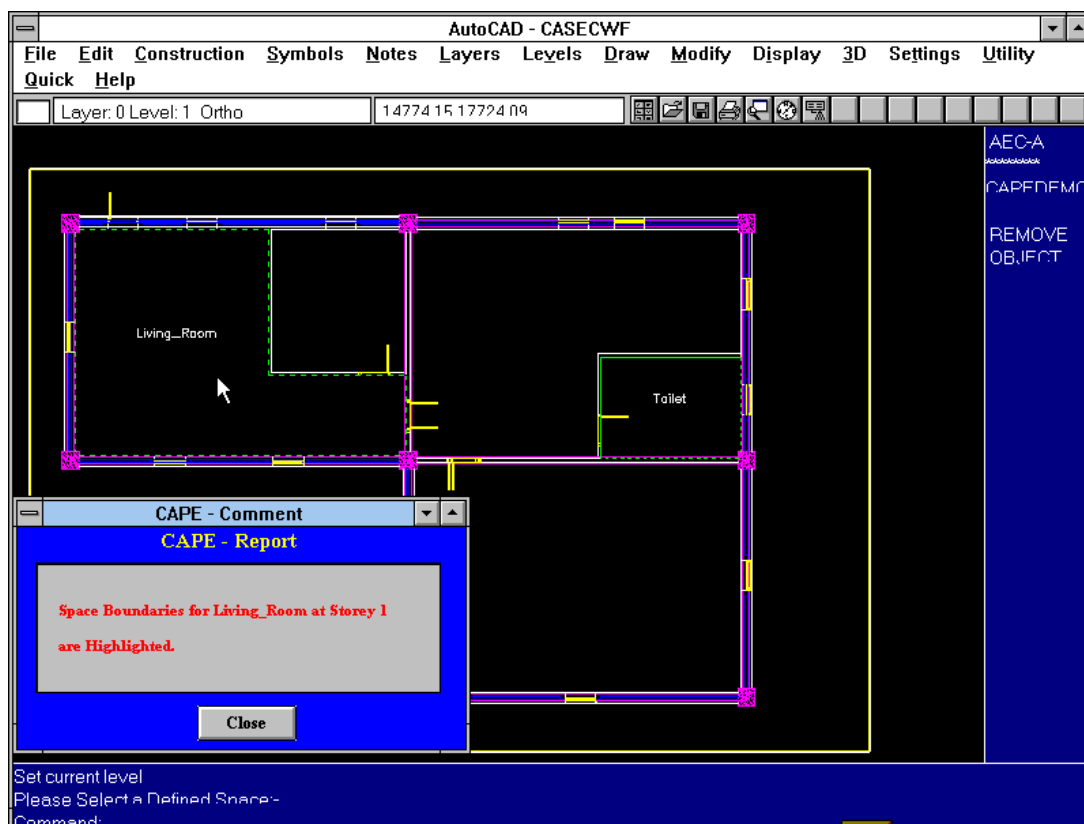 AutoCAD - CASECWF
File Edit Construction Symbols Notes Layers Levels Draw Modify Display 3D Settings Utility
Quick Help
Layer: 0 Level: 1 Ortho
14774.15,17724.09
AEC-A
*********
CAPEDEMO
REMOVE
OBJECT
Living_Room
Toilet
CAPE - Comment
CAPE - Report
Space Boundaries for Living_Room at Storey 1
are Highlighted.
Close
Set current level
Please Select a Defined Space:-
Command: